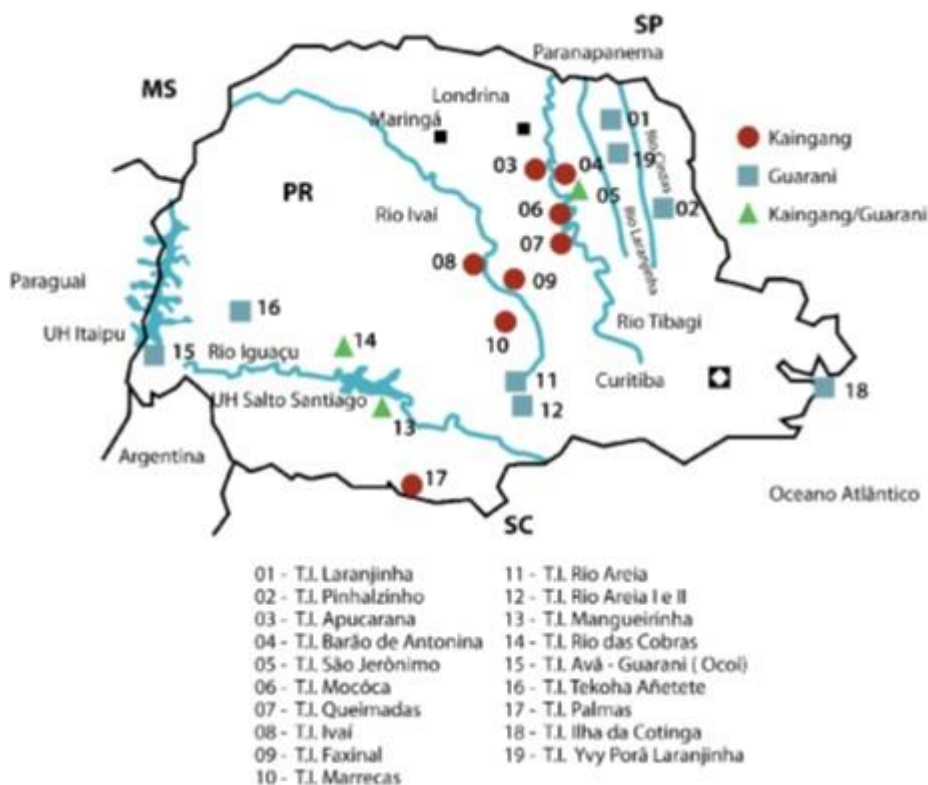 SP
Paranapanema
MS
Londrina
Maringá
01
Kaingang
19
Rio Cinzas
03
04
Guarani
PR
05
02
06
Kaingang/Guarani
Rio Ivaí
Rio Laranjinha
07
08
09
Paraguai
16
10
Rio Tibagi
UH Itaipu
14
15
Rio Iguaçu
11
Curitiba
18
UH Salto Santiago
12
13
Argentina
17
Oceano Atlântico
SC
01 - T.I. Laranjinha
02 - T.I. Pinhalzinho
03 - T.I. Apucarana
04 - T.I. Barão de Antonina
05 - T.I. São Jerônimo
06 - T.I. Mocóca
07 - T.I. Queimadas
08 - T.I. Ivaí
09 - T.I. Faxinal
10 - T.I. Marrecas
11 - T.I. Rio Areia
12 - T.I. Rio Areia I e II
13 - T.I. Mangueirinha
14 - T.I. Rio das Cobras
15 - T.I. Avá - Guarani ( Ocoi)
16 - T.I. Tekoha Añetete
17 - T.I. Palmas
18 - T.I. Ilha da Cotinga
19 - T.I. Yvy Porã Laranjinha